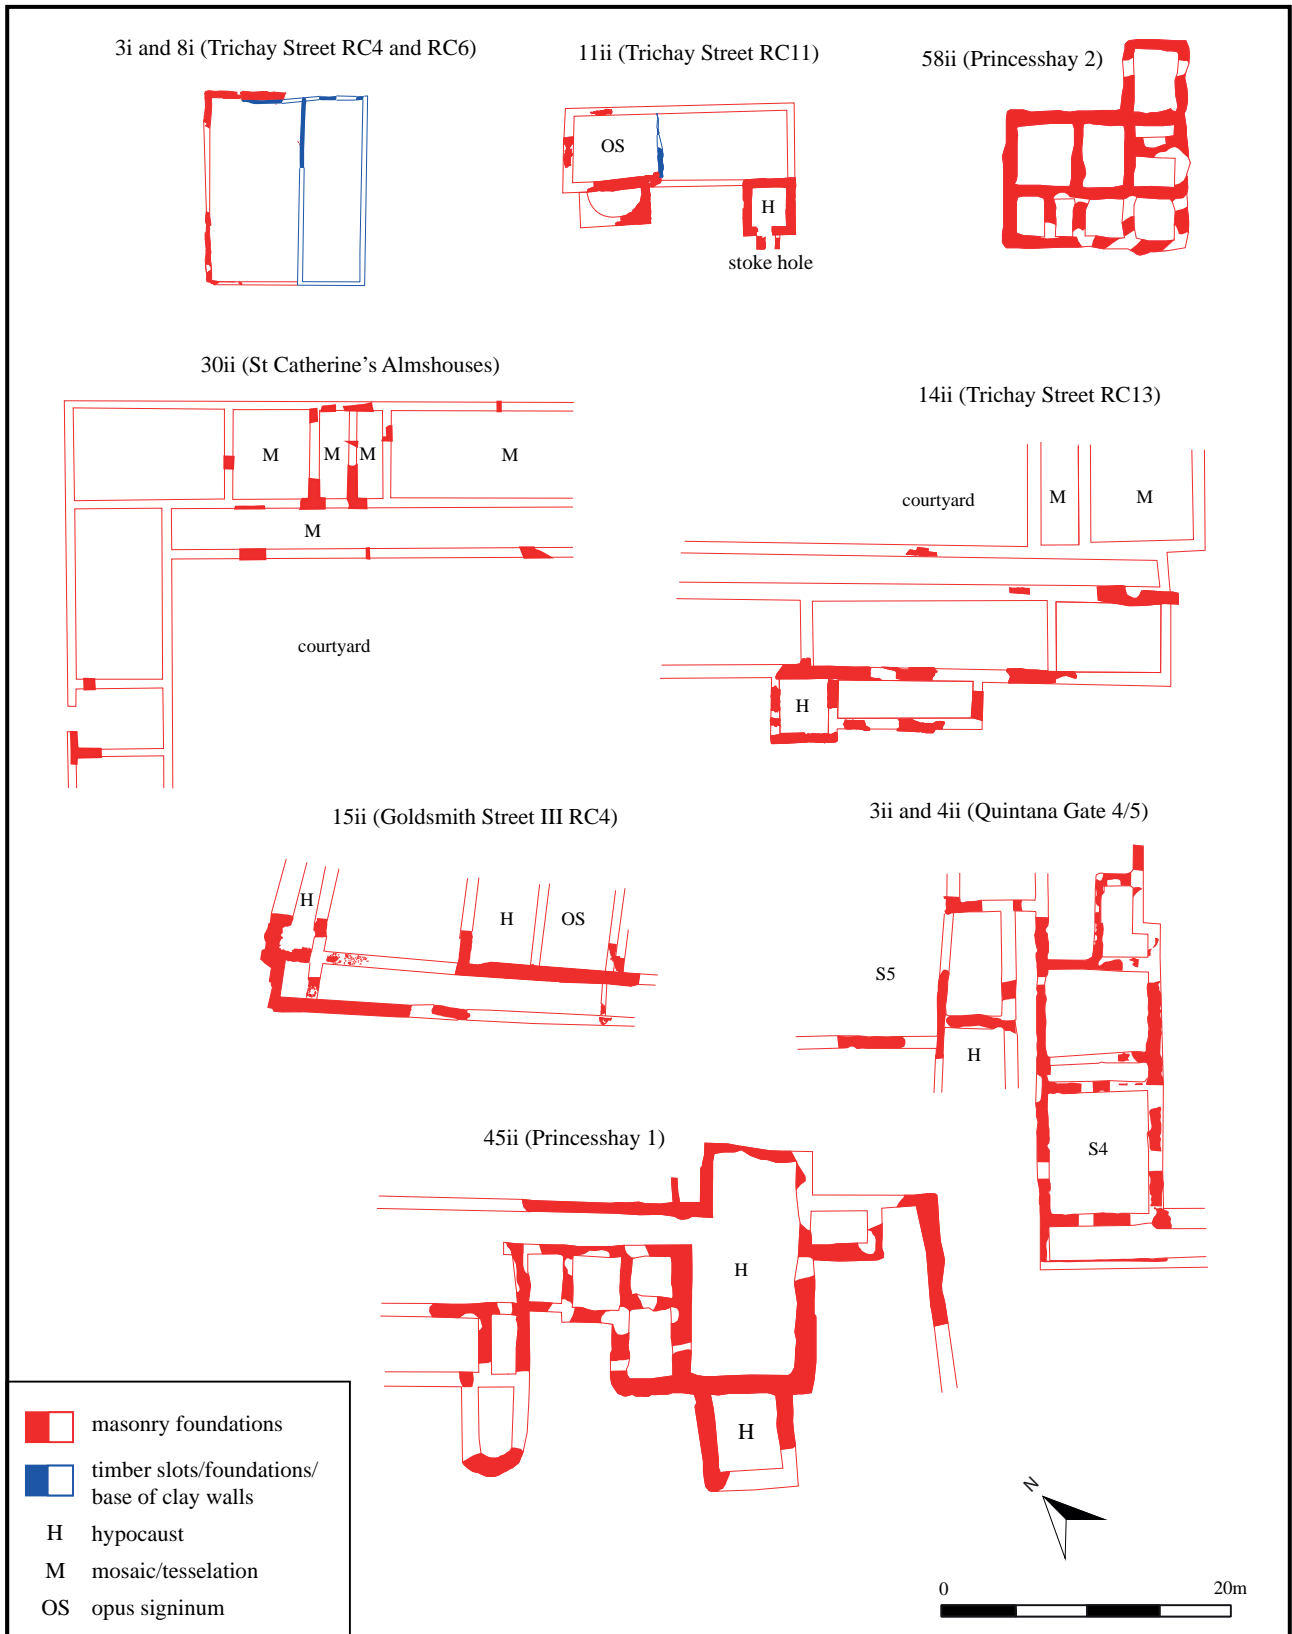 3i and 8i (Trichay Street RC4 and RC6)
11ii (Trichay Street RC11)
OS
H
stoke hole
58ii (Princesshay 2)
30ii (St Catherine’s Almshouses)
M
M
M
M
M
courtyard
14ii (Trichay Street RC13)
courtyard
M
M
H
15ii (Goldsmith Street III RC4)
H
H
OS
3ii and 4ii (Quintana Gate 4/5)
S5
H
S4
45ii (Princesshay 1)
H
H
masonry foundations
timber slots/foundations/
base of clay walls
H hypocaust
M mosaic/tesselation
OS opus signinum
N
0 20m